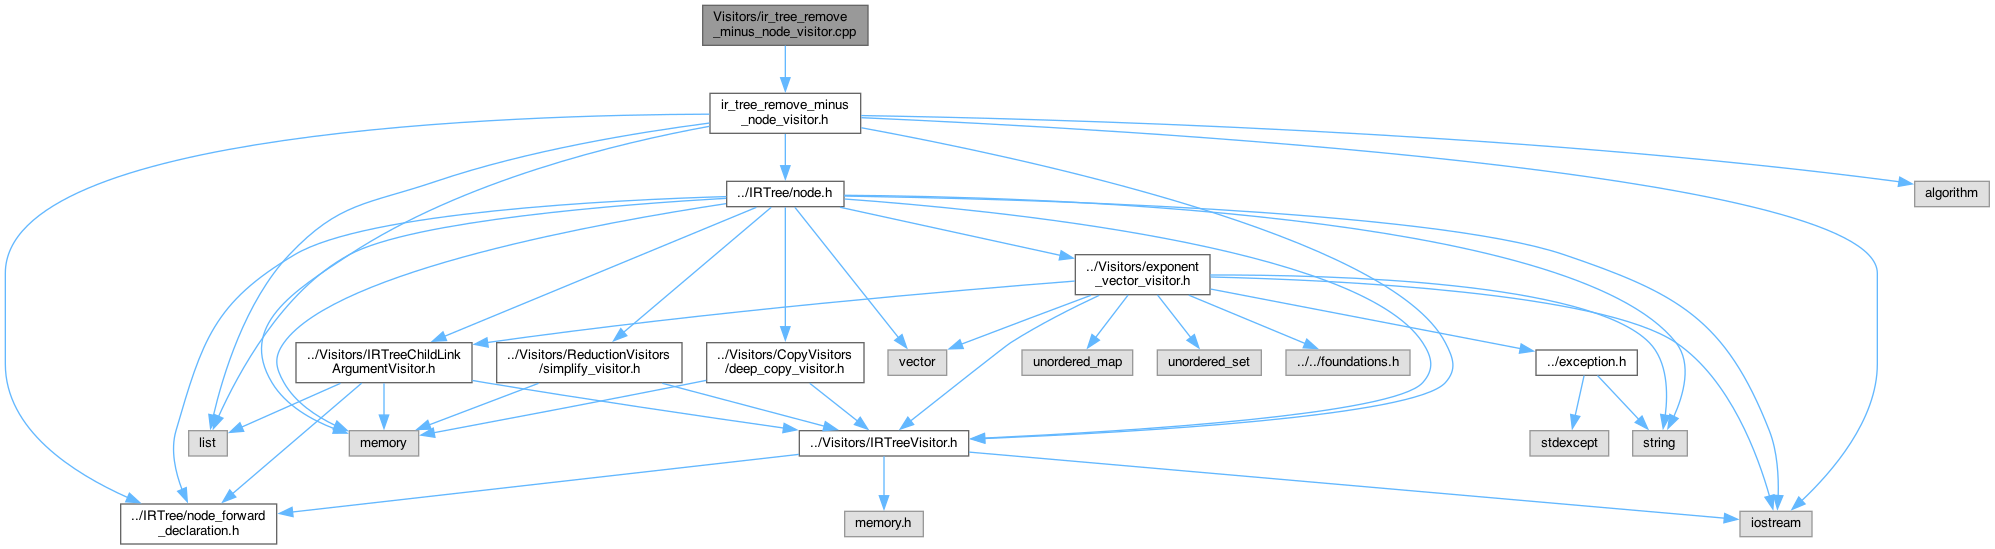 Visitors/ir_tree_remove
_minus_node_visitor.cpp
ir_tree_remove_minus
_node_visitor.h
../IRTree/node.h
algorithm
../Visitors/exponent
_vector_visitor.h
../Visitors/IRTreeChildLink
ArgumentVisitor.h
../Visitors/ReductionVisitors
/simplify_visitor.h
../Visitors/CopyVisitors
/deep_copy_visitor.h
vector
unordered_map
unordered_set
../../foundations.h
../exception.h
list
memory
../Visitors/IRTreeVisitor.h
stdexcept
string
../IRTree/node_forward
_declaration.h
memory.h
iostream